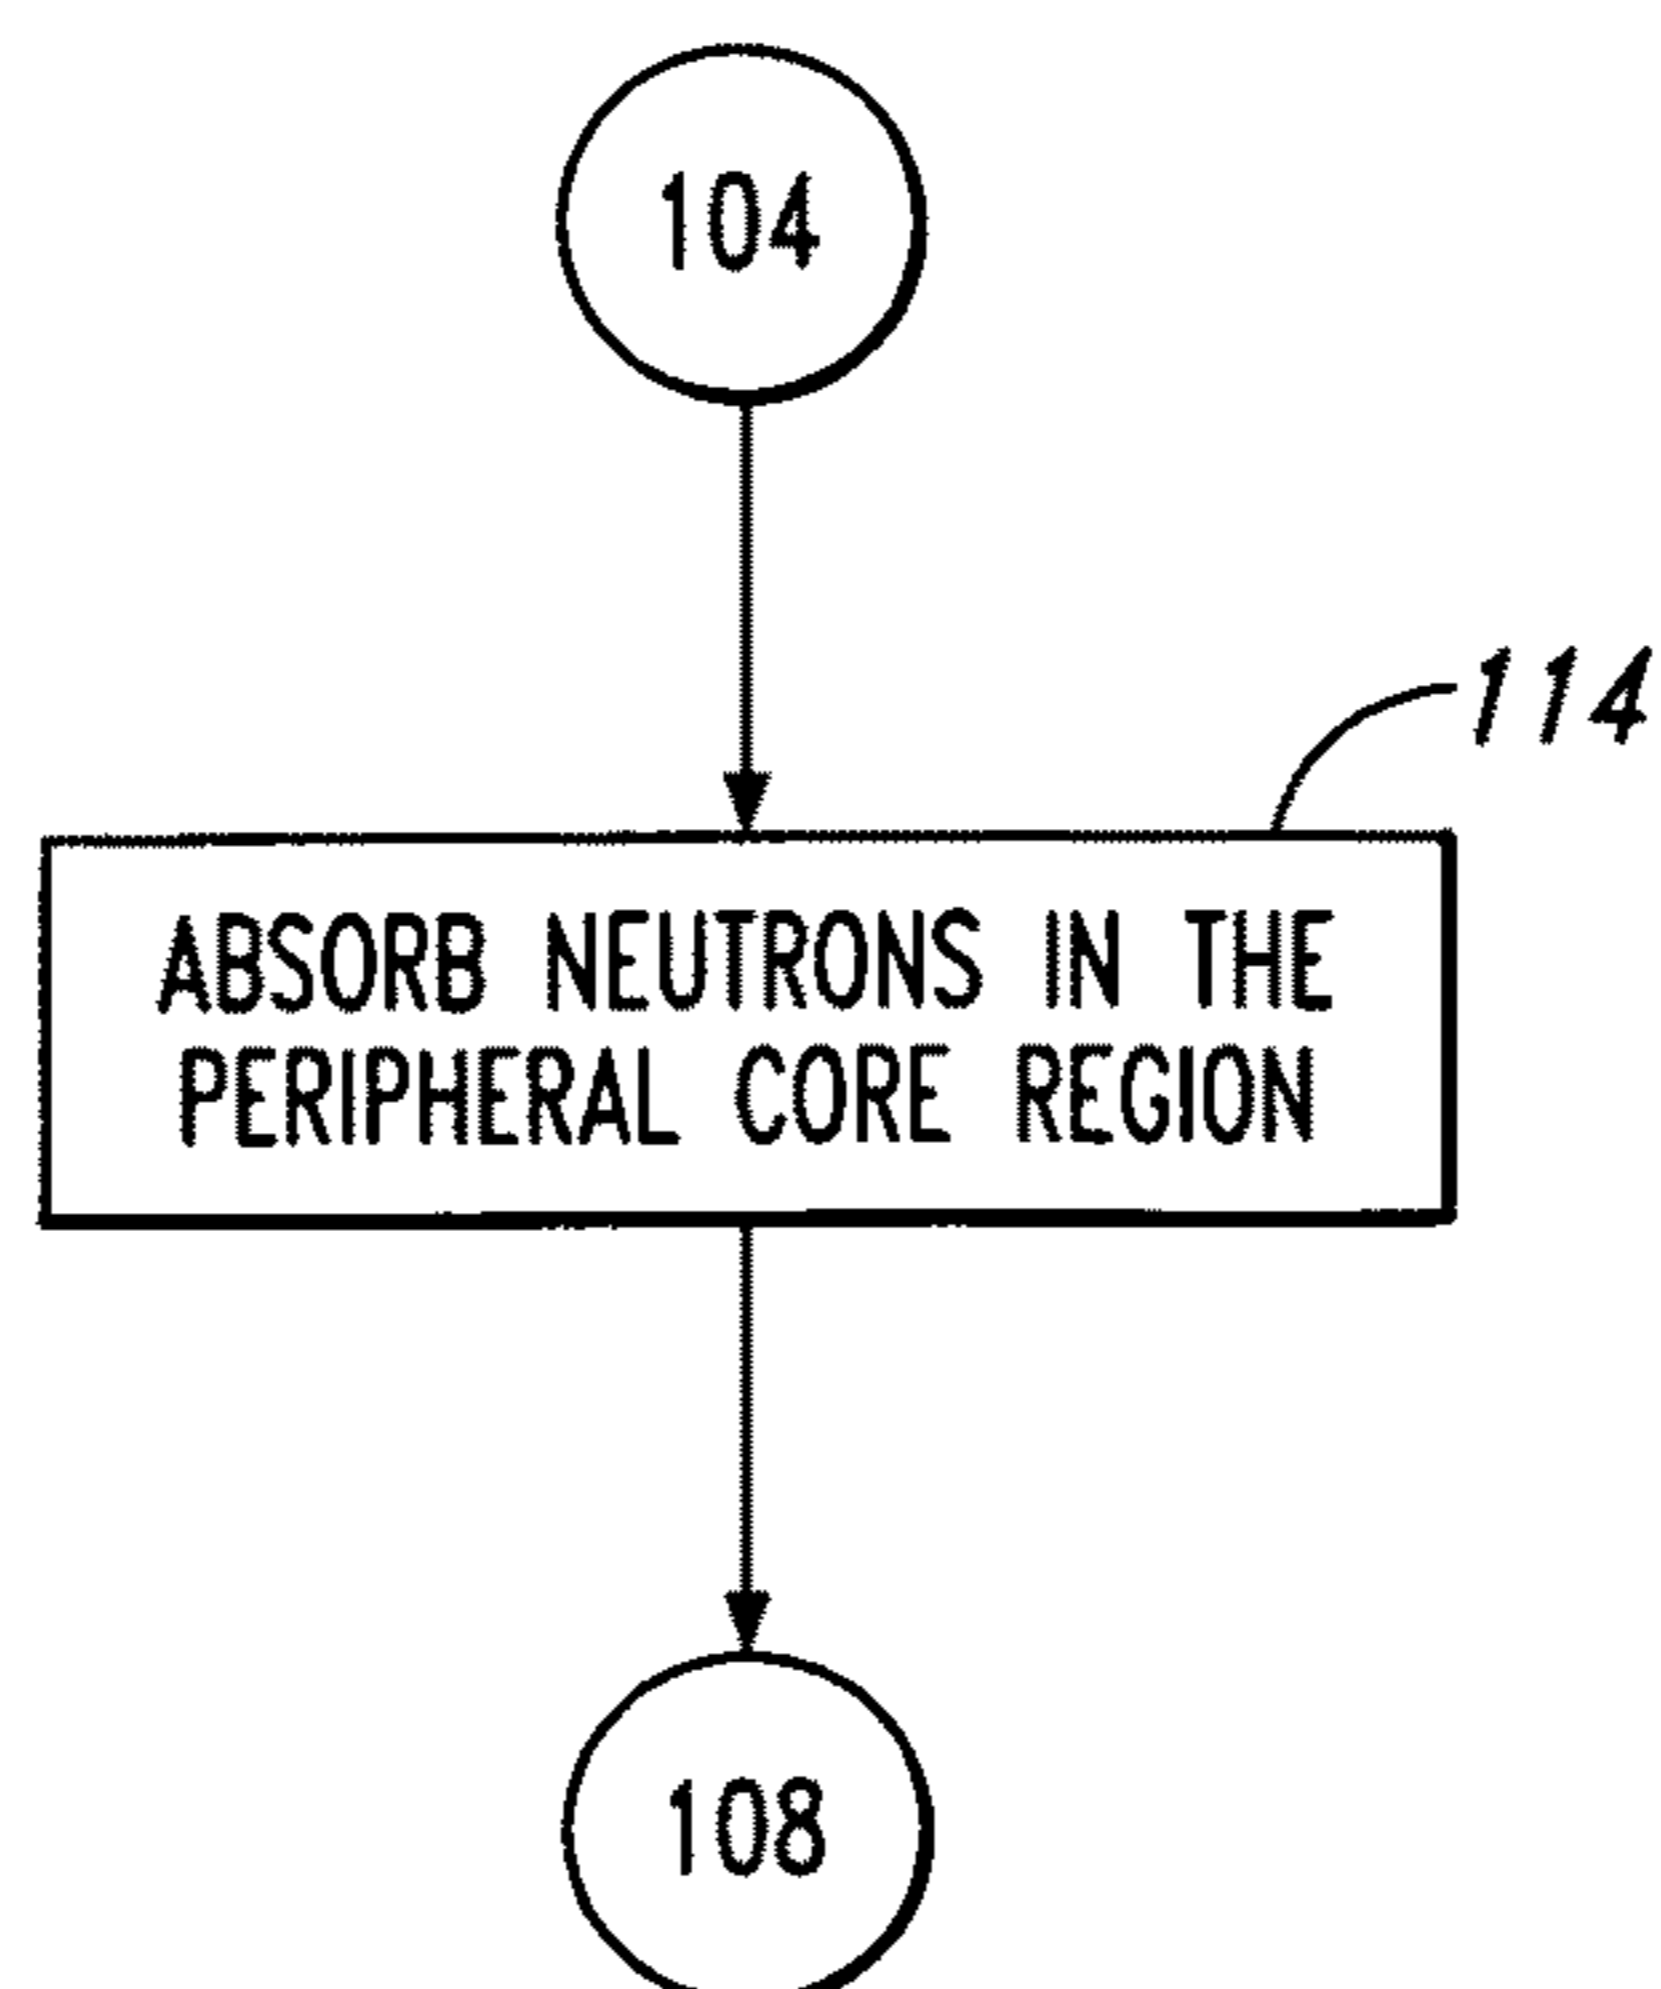 104
114
ABSORB NEUTRONS IN THE
PERIPHERAL CORE REGION
108